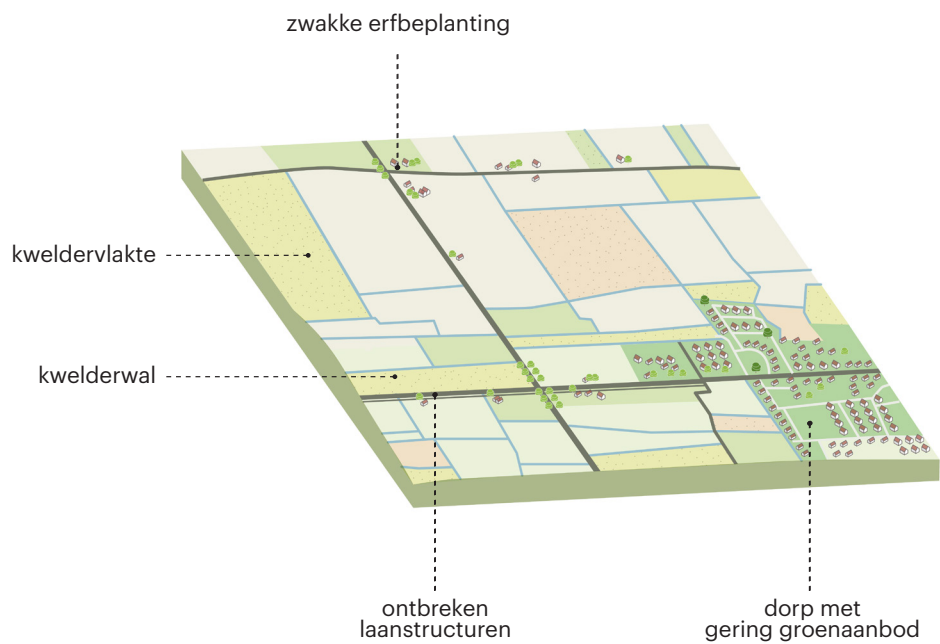 zwakke erfbeplanting
kweldervlakte
kwelderwal
ontbreken
laanstructuren
dorp met
gering groenaanbod